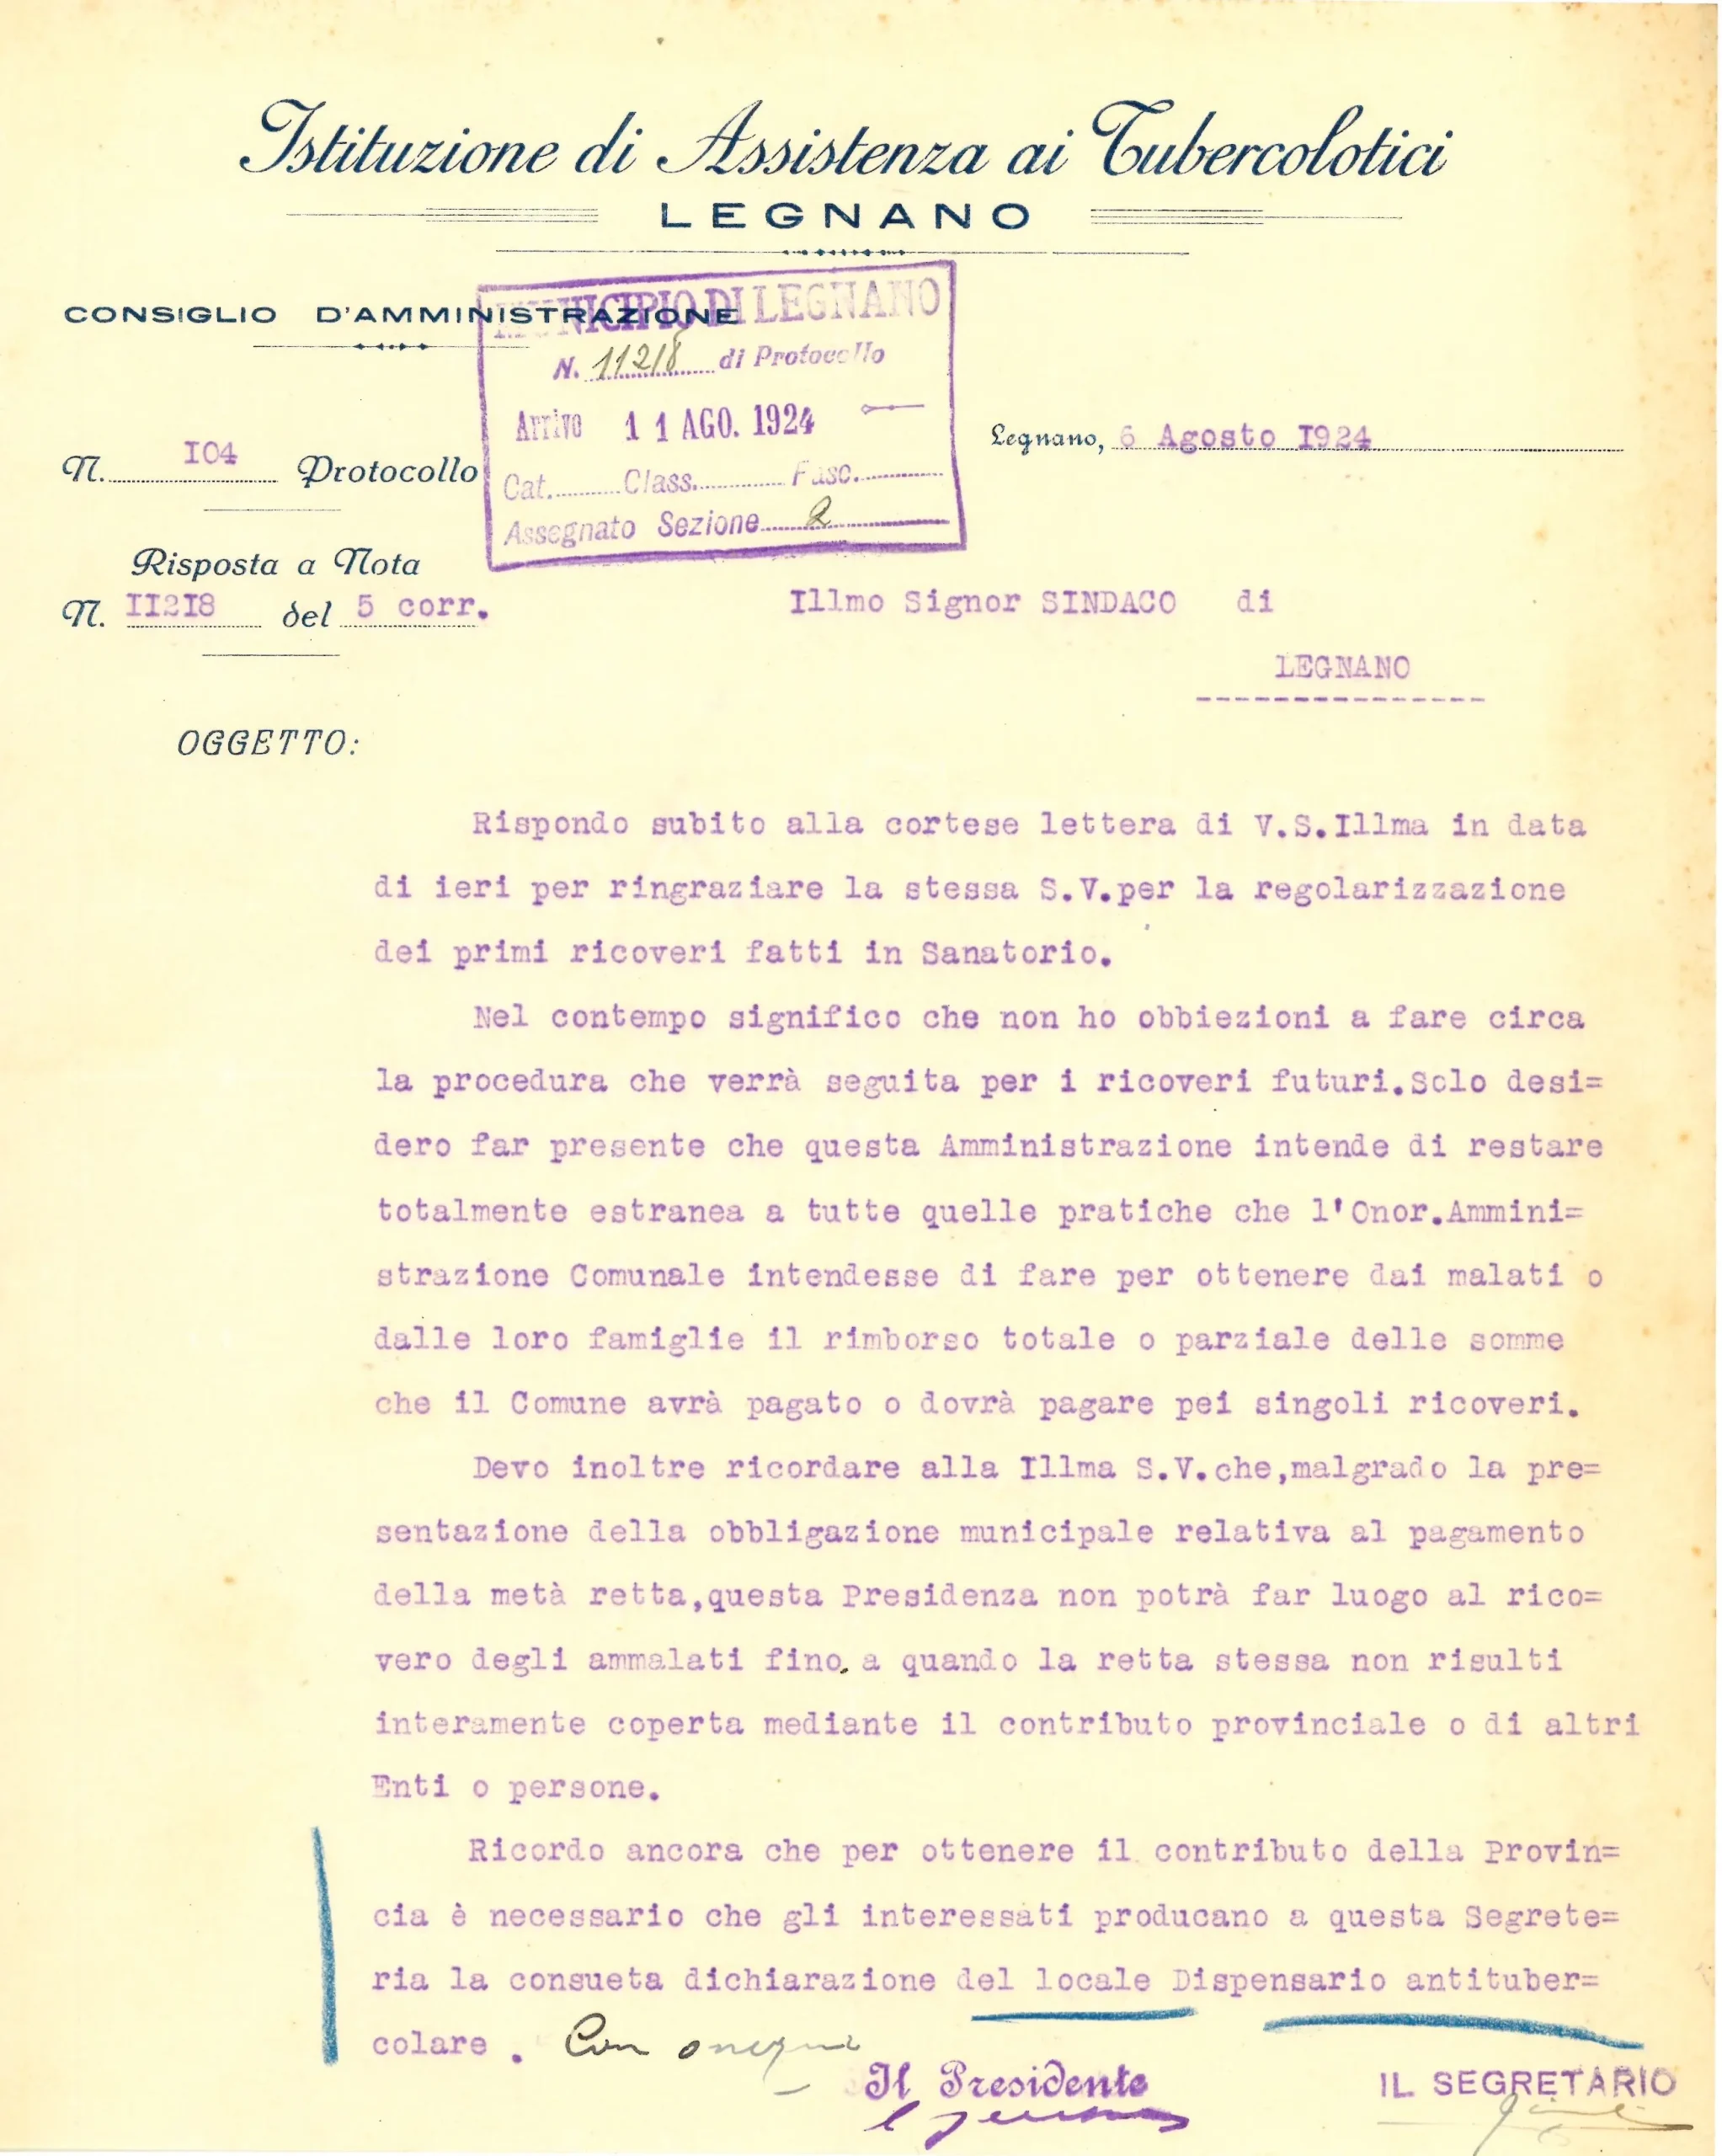 Istituzione di Assistenza ai Tubercolotici
LEGNANO
CONSIGLIO D'AMMINISTRAZIONE
MUNICIPIO DI LEGNANO
N. 11218 di Protocollo
Arrivo 11 AGO. 1924
Cat. Class. Fasc.
Assegnato Sezione 2
N. I04 Protocollo
Legnano, 6 Agosto I924
Risposta a Nota
N. II2I8 del 5 corr.
Illmo Signor SINDACO di
LEGNANO
OGGETTO:
Rispondo subito alla cortese lettera di V.S.Illma in data
di ieri per ringraziare la stessa S.V.per la regolarizzazione
dei primi ricoveri fatti in Sanatorio.
Nel contempo significo che non ho obbiezioni a fare circa
la procedura che verrà seguita per i ricoveri futuri.Solo desi=
dero far presente che questa Amministrazione intende di restare
totalmente estranea a tutte quelle pratiche che l'Onor.Ammini=
strazione Comunale intendesse di fare per ottenere dai malati o
dalle loro famiglie il rimborso totale o parziale delle somme
che il Comune avrà pagato o dovrà pagare pei singoli ricoveri.
Devo inoltre ricordare alla Illma S.V.che,malgrado la pre=
sentazione della obbligazione municipale relativa al pagamento
della metà retta,questa Presidenza non potrà far luogo al rico=
vero degli ammalati fino a quando la retta stessa non risulti
interamente coperta mediante il contributo provinciale o di altri
Enti o persone.
Ricordo ancora che per ottenere il contributo della Provin=
cia è necessario che gli interessati producano a questa Segrete=
ria la consueta dichiarazione del locale Dispensario antituber=
colare . Con
Il Presidente
IL SEGRETARIO